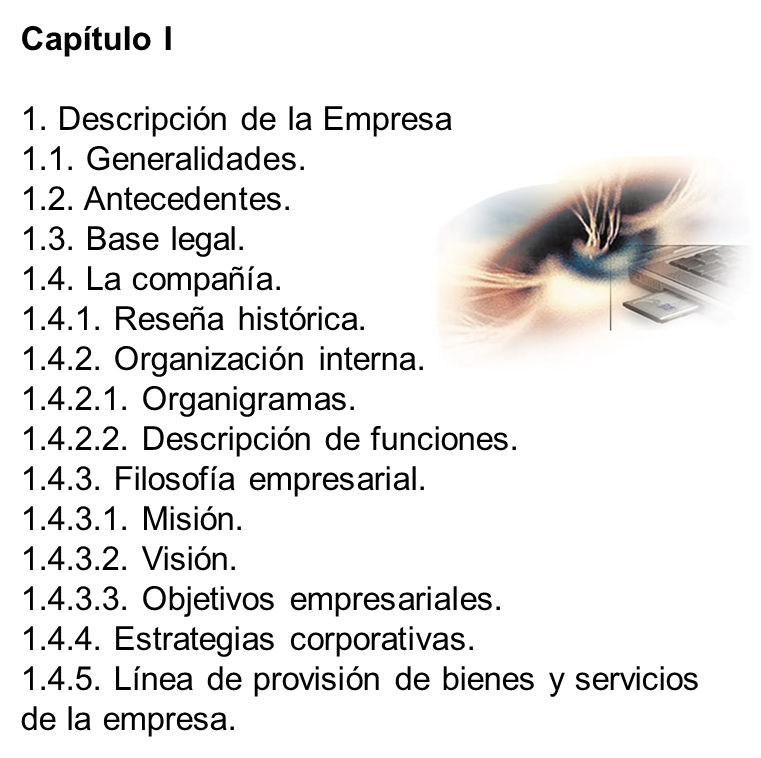 Capítulo I
1. Descripción de la Empresa
1.1. Generalidades.
1.2. Antecedentes.
1.3. Base legal.
1.4. La compañía.
1.4.1. Reseña histórica.
1.4.2. Organización interna.
1.4.2.1. Organigramas.
1.4.2.2. Descripción de funciones.
1.4.3. Filosofía empresarial.
1.4.3.1. Misión.
1.4.3.2. Visión.
1.4.3.3. Objetivos empresariales.
1.4.4. Estrategias corporativas.
1.4.5. Línea de provisión de bienes y servicios
de la empresa.